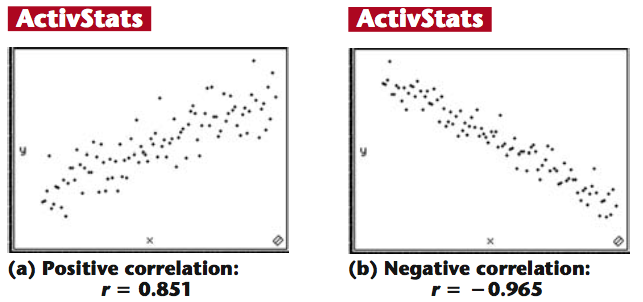 ActivStats
y
x
(a) Positive correlation:
r = 0.851
ActivStats
y
x
(b) Negative correlation:
r = −0.965